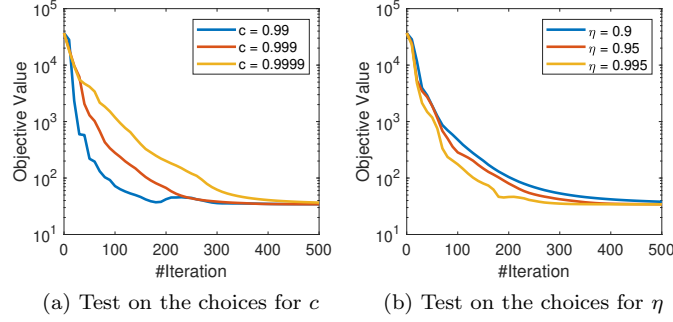 10^5
10^4
10^3
10^2
10^1
Objective Value
c = 0.99
c = 0.999
c = 0.9999
0 100 200 300 400 500
#Iteration
(a) Test on the choices for c
10^5
10^4
10^3
10^2
10^1
Objective Value
η = 0.9
η = 0.95
η = 0.995
0 100 200 300 400 500
#Iteration
(b) Test on the choices for η